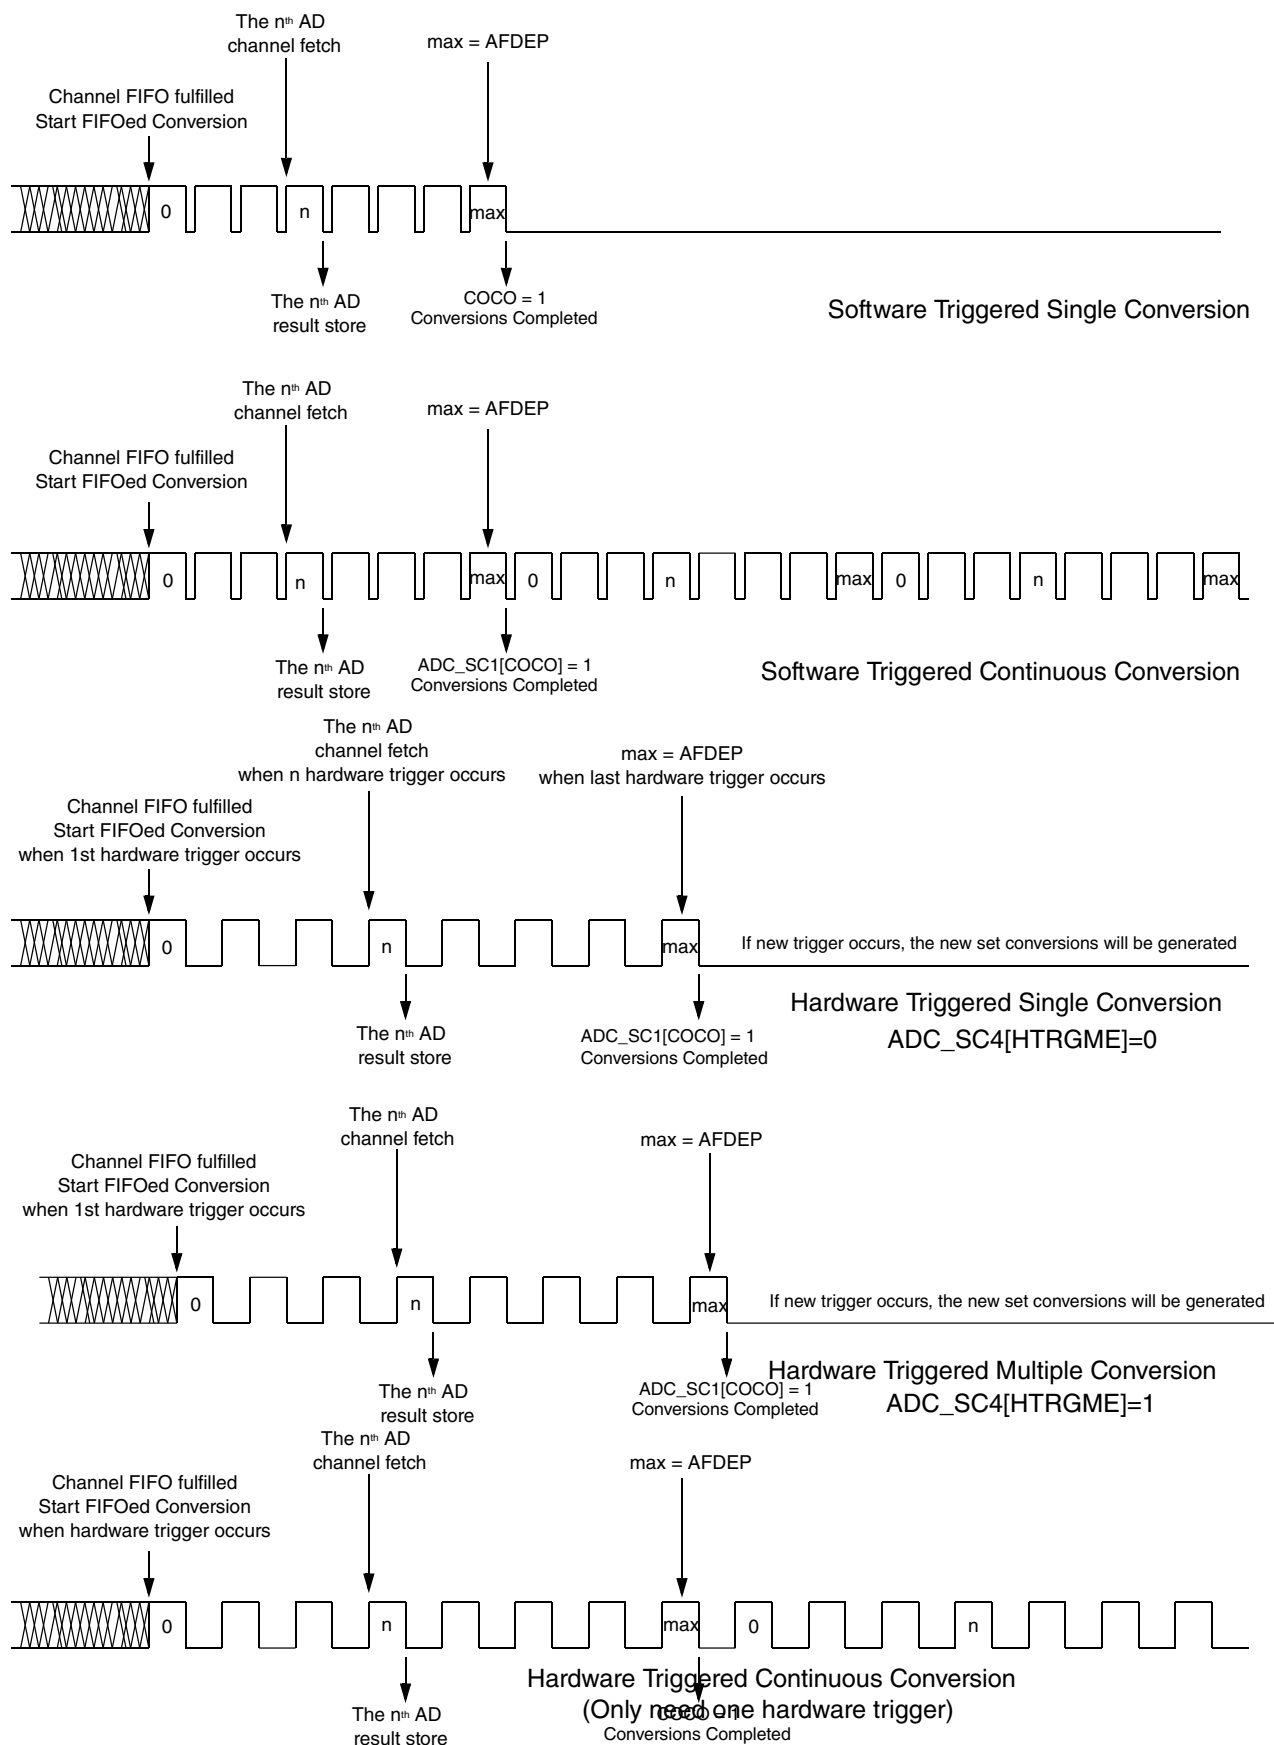 The nth AD
channel fetch
max = AFDEP
Channel FIFO fulfilled
Start FIFOed Conversion
0
n
max
The nth AD
result store
COCO = 1
Conversions Completed
Software Triggered Single Conversion
The nth AD
channel fetch
max = AFDEP
Channel FIFO fulfilled
Start FIFOed Conversion
0
n
max
0
n
max
0
n
max
The nth AD
result store
ADC_SC1[COCO] = 1
Conversions Completed
Software Triggered Continuous Conversion
The nth AD
channel fetch
when n hardware trigger occurs
max = AFDEP
when last hardware trigger occurs
Channel FIFO fulfilled
Start FIFOed Conversion
when 1st hardware trigger occurs
0
n
max
If new trigger occurs, the new set conversions will be generated
The nth AD
result store
ADC_SC1[COCO] = 1
Conversions Completed
Hardware Triggered Single Conversion
ADC_SC4[HTRGME]=0
The nth AD
channel fetch
max = AFDEP
Channel FIFO fulfilled
Start FIFOed Conversion
when 1st hardware trigger occurs
0
n
max
If new trigger occurs, the new set conversions will be generated
The nth AD
result store
ADC_SC1[COCO] = 1
Conversions Completed
Hardware Triggered Multiple Conversion
ADC_SC4[HTRGME]=1
The nth AD
channel fetch
max = AFDEP
Channel FIFO fulfilled
Start FIFOed Conversion
when hardware trigger occurs
0
n
max
0
n
The nth AD
result store
Hardware Triggered Continuous Conversion
(Only need one hardware trigger)
COCO = 1
Conversions Completed